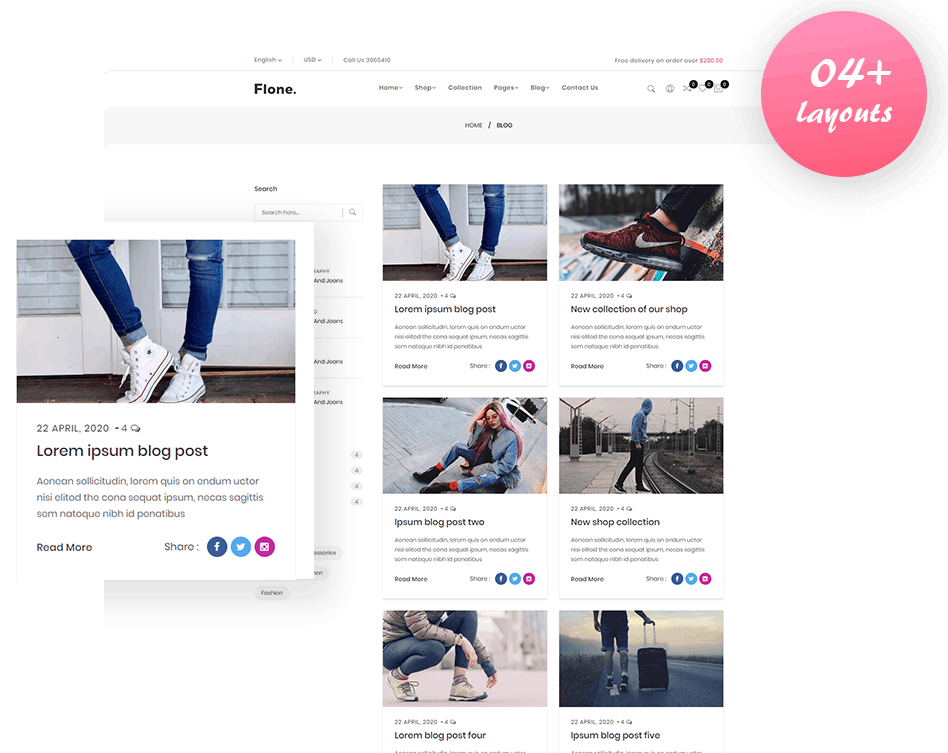 English
USD
Call Us 3965410
Free delivery on order over $200.00
Flone.
Home
Shop
Collection
Pages
Blog
Contact Us
0
0
0
04+
layouts
HOME / BLOG
Search
Search here...
And Jeans
And Jeans
And Jeans
And Jeans
4
4
4
4
Fashion
22 APRIL, 2020 - 4
Lorem ipsum blog post
Aenean sollicitudin, lorem quis on endum uctor
nisi elitod the cona sequat ipsum, necas sagittis
sem natoque nibh id penatibus
Read More
Share :
22 APRIL, 2020 - 4
Lorem ipsum blog post
Aenean sollicitudin, lorem quis on endum uctor
nisi elitod the cona sequat ipsum, necas sagittis
sem natoque nibh id penatibus
Read More
Share :
22 APRIL, 2020 - 4
New collection of our shop
Aenean sollicitudin, lorem quis on endum uctor
nisi elitod the cona sequat ipsum, necas sagittis
sem natoque nibh id penatibus
Read More
Share :
22 APRIL, 2020 - 4
Ipsum blog post two
Aenean sollicitudin, lorem quis on endum uctor
nisi elitod the cona sequat ipsum, necas sagittis
sem natoque nibh id penatibus
Read More
Share :
22 APRIL, 2020 - 4
New shop collection
Aenean sollicitudin, lorem quis on endum uctor
nisi elitod the cona sequat ipsum, necas sagittis
sem natoque nibh id penatibus
Read More
Share :
22 APRIL, 2020 - 4
Lorem blog post four
22 APRIL, 2020 - 4
Ipsum blog post five